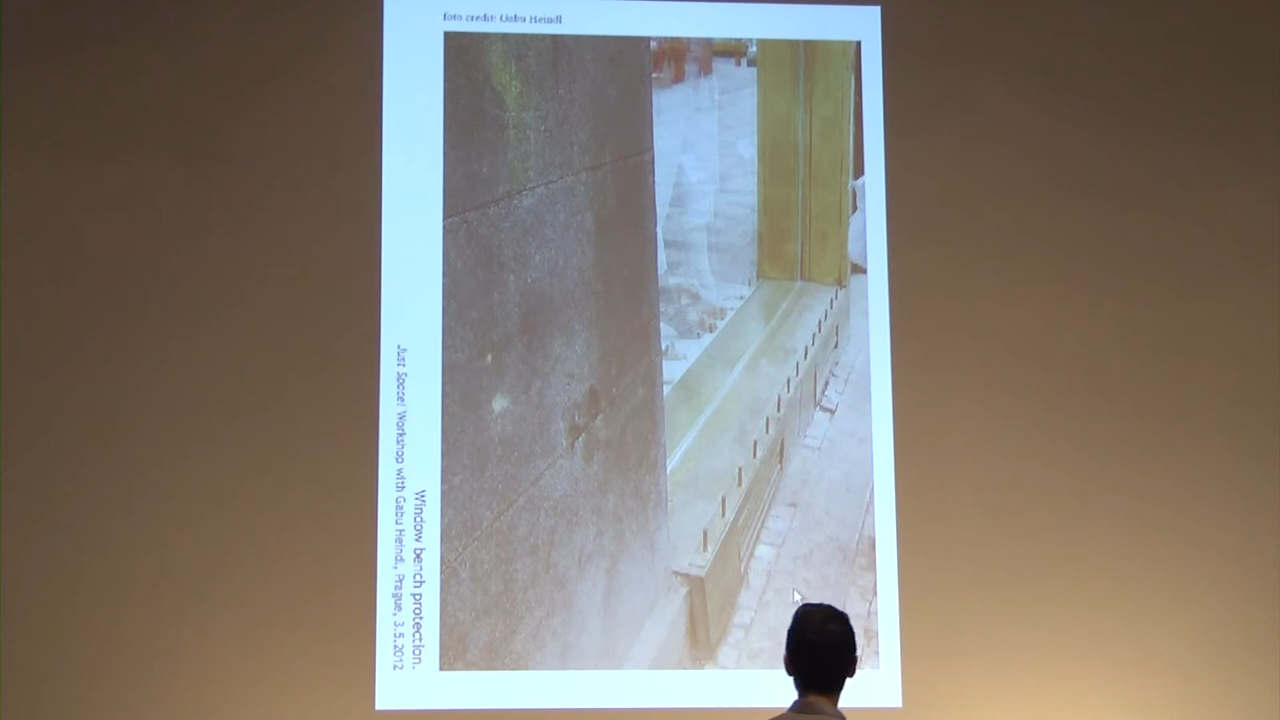 foto credit: Gabu Heindl
Window bench protection.
Just Space! Workshop with Gabu Heindl, Prague, 3.5.2012